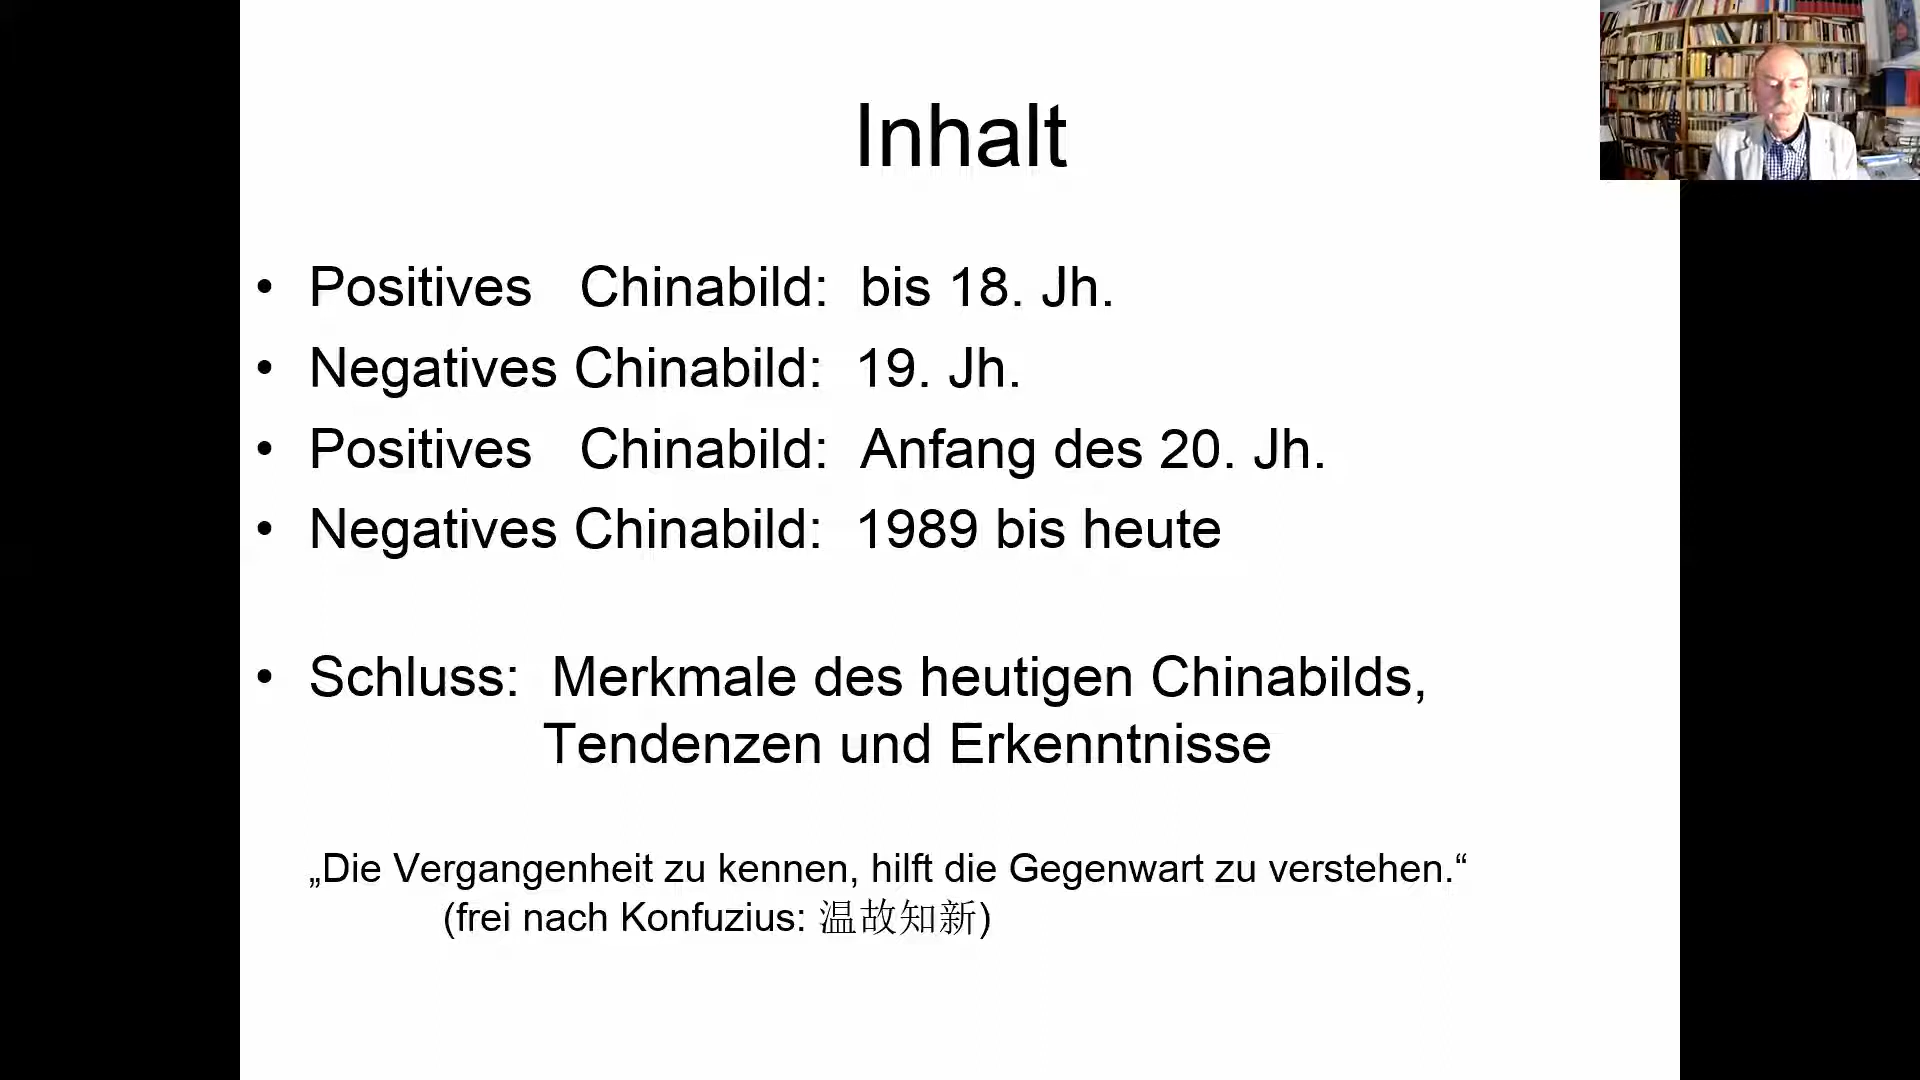 Inhalt
• Positives Chinabild: bis 18. Jh.
• Negatives Chinabild: 19. Jh.
• Positives Chinabild: Anfang des 20. Jh.
• Negatives Chinabild: 1989 bis heute
• Schluss: Merkmale des heutigen Chinabilds,
Tendenzen und Erkenntnisse
„Die Vergangenheit zu kennen, hilft die Gegenwart zu verstehen.“
(frei nach Konfuzius: 温故知新)